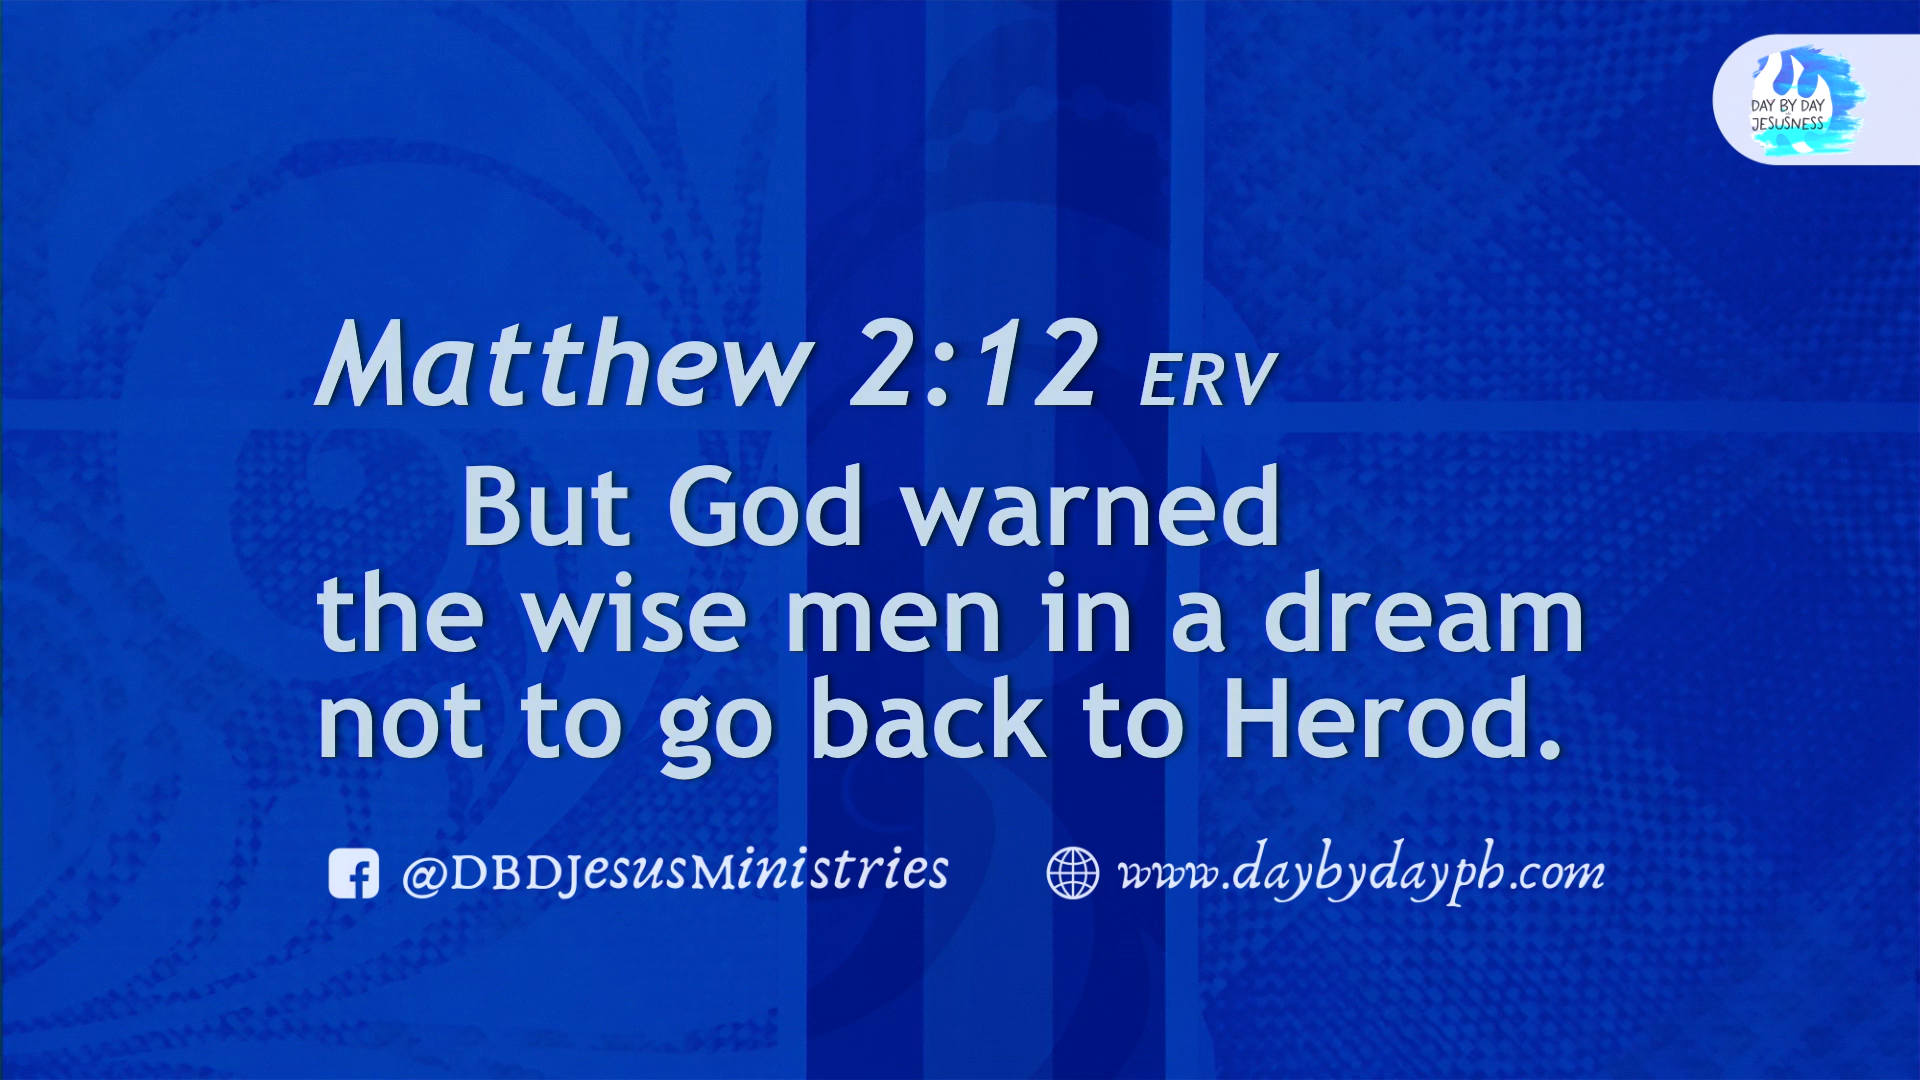 DAY BY DAY
JESUSNESS
Matthew 2:12 ERV
But God warned
the wise men in a dream
not to go back to Herod.
@DBDJesusMinistries
www.daybydayph.com